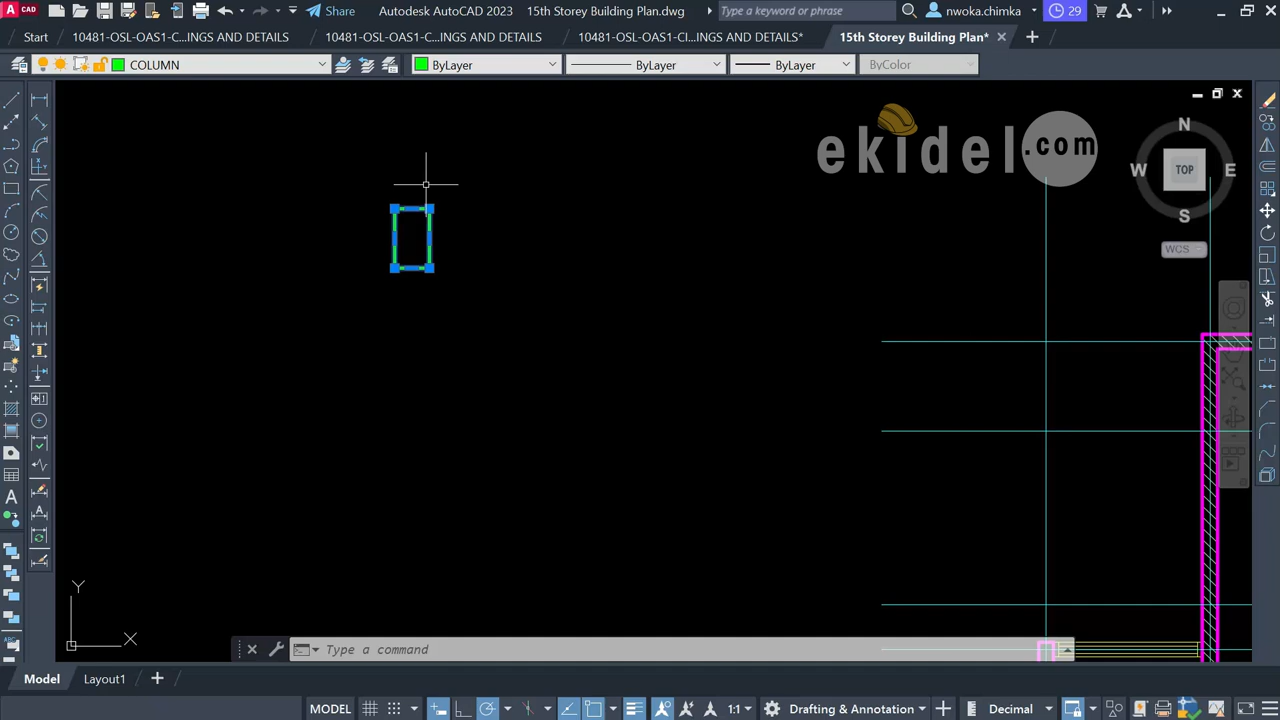 CAD
Share
Autodesk AutoCAD 2023
15th Storey Building Plan.dwg
Type a keyword or phrase
nwoka.chimka
29
Start
10481-OSL-OAS1-C...INGS AND DETAILS
10481-OSL-OAS1-C...INGS AND DETAILS
10481-OSL-OAS1-CI...INGS AND DETAILS*
15th Storey Building Plan*
COLUMN
ByLayer
ByLayer
ByLayer
ByColor
ekidel.com
N
W
TOP
E
S
WCS
Y
X
Type a command
Model
Layout1
MODEL
1:1
Drafting & Annotation
Decimal